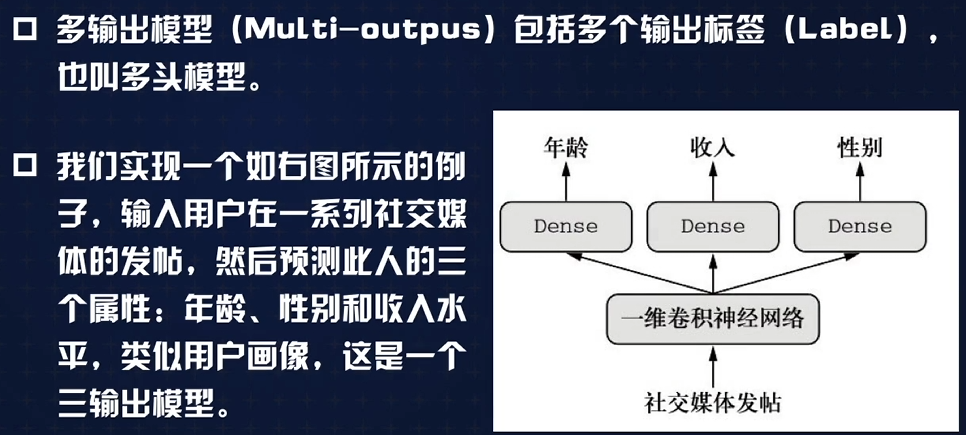 多输出模型（Multi-outpus）包括多个输出标签（Label），
也叫多头模型。
我们实现一个如右图所示的例
子，输入用户在一系列社交媒
体的发帖，然后预测此人的三
个属性：年龄、性别和收入水
平，类似用户画像，这是一个
三输出模型。
年龄 收入 性别
Dense Dense Dense
一维卷积神经网络
社交媒体发帖